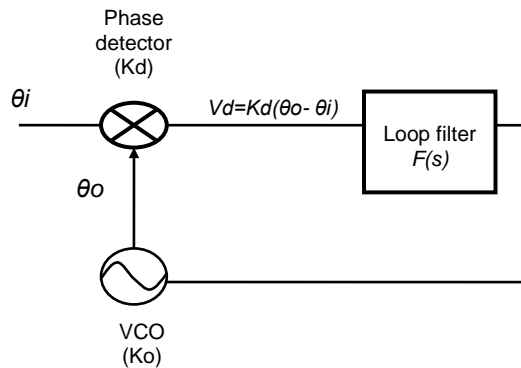 Phase
detector
(Kd)
θi
Vd=Kd(θo- θi)
Loop filter
F(s)
θo
VCO
(Ko)